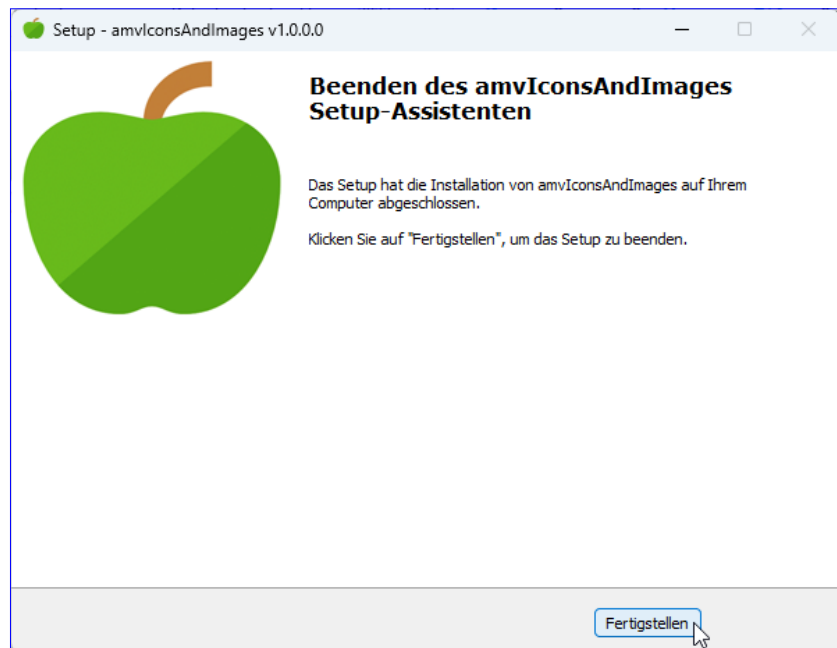 Setup - amvIconsAndImages v1.0.0.0
Beenden des amvIconsAndImages
Setup-Assistenten
Das Setup hat die Installation von amvIconsAndImages auf Ihrem
Computer abgeschlossen.
Klicken Sie auf "Fertigstellen", um das Setup zu beenden.
Fertigstellen